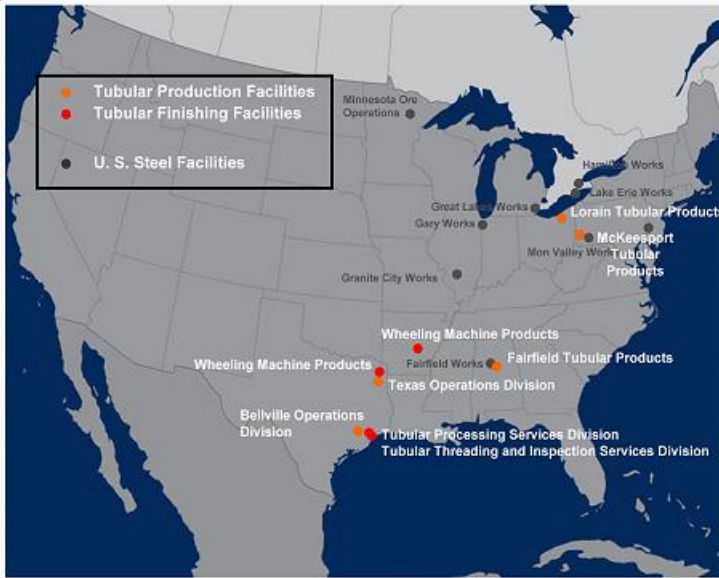 Tubular Production Facilities
Tubular Finishing Facilities
U. S. Steel Facilities
Minnesota Ore
Operations
Hamilton Works
Lake Erie Works
Great Lakes Works
Lorain Tubular Products
Gary Works
McKeesport
Tubular
Products
Mon Valley Works
Granite City Works
Wheeling Machine Products
Fairfield Works
Fairfield Tubular Products
Wheeling Machine Products
Texas Operations Division
Bellville Operations
Division
Tubular Processing Services Division
Tubular Threading and Inspection Services Division